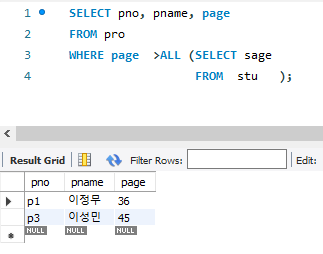 1 SELECT pno, pname, page
2 FROM pro
3 WHERE page >ALL (SELECT sage
4 FROM stu );
Result Grid Filter Rows: Edit:
pno pname page
p1 이정무 36
p3 이성민 45
NULL NULL NULL